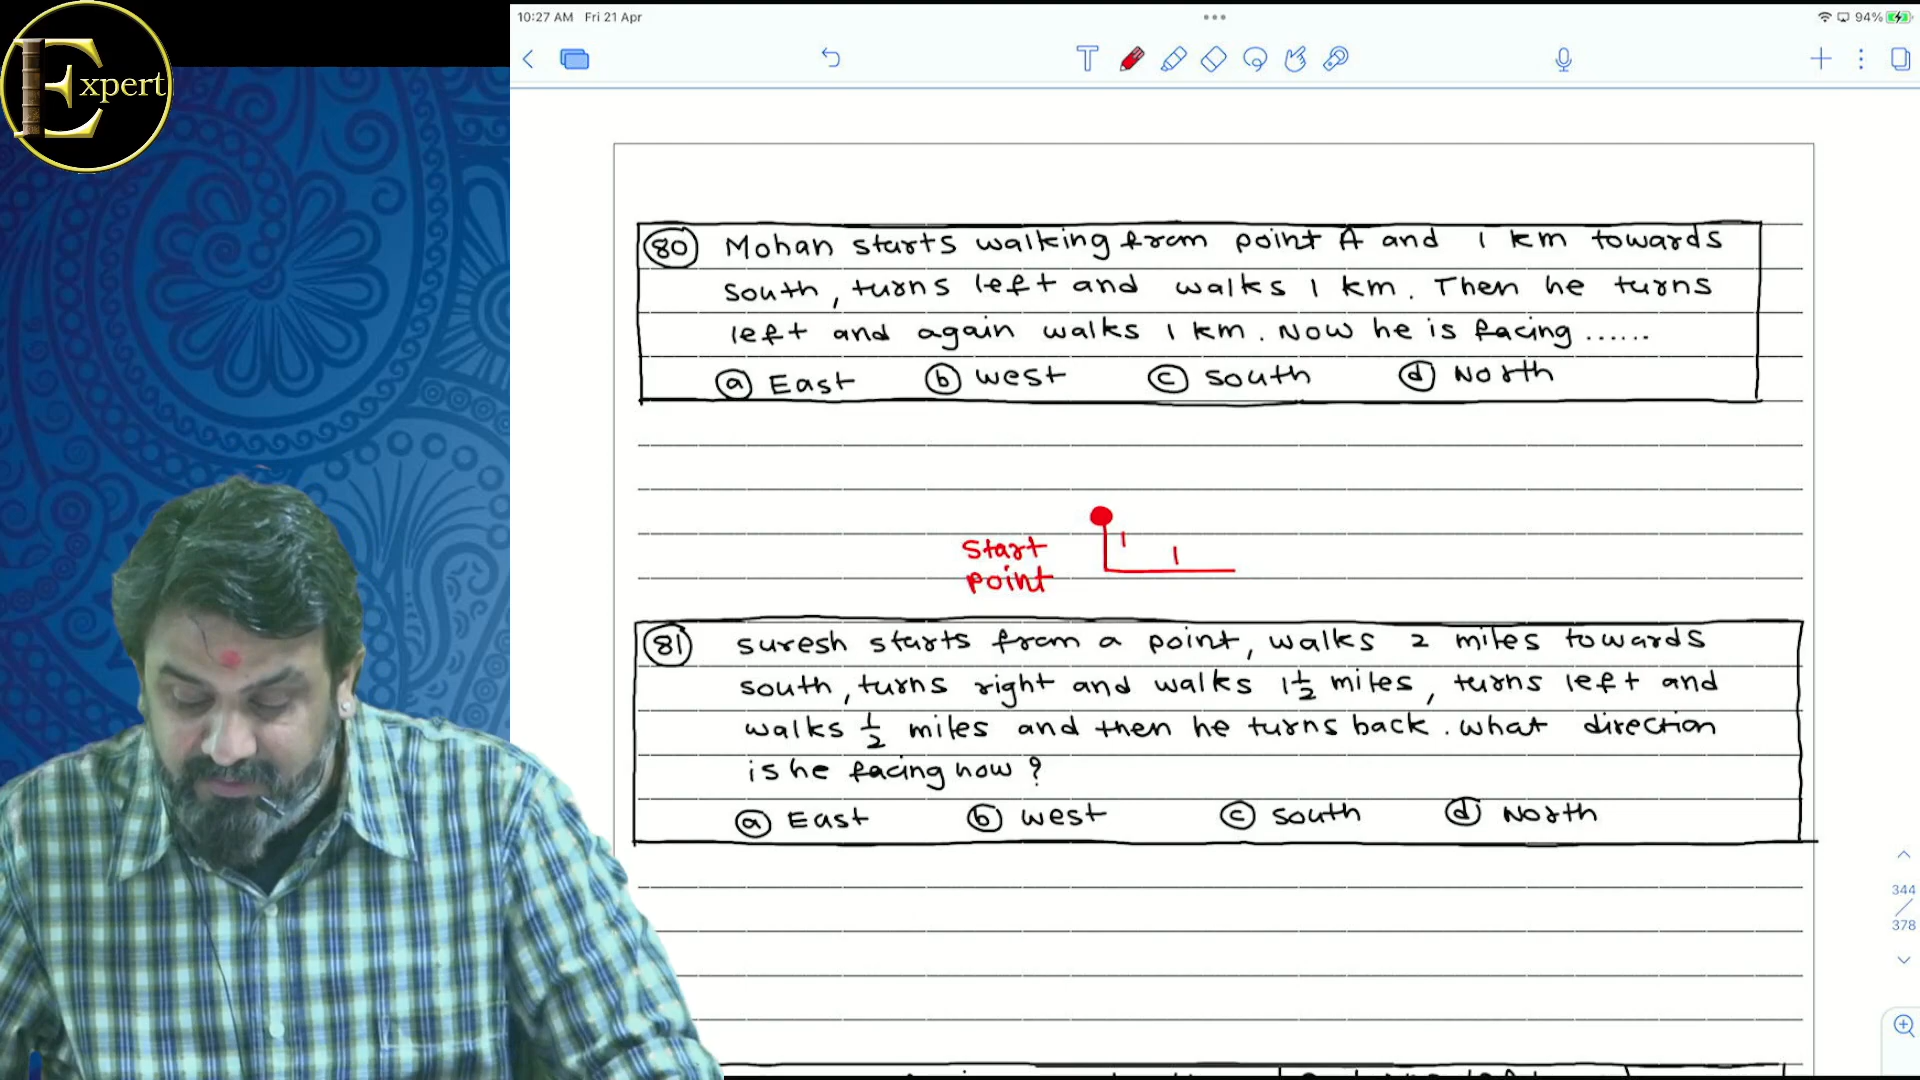 Expert
10:27 AM Fri 21 Apr
94%
80 Mohan starts walking from point A and 1 km towards
south, turns left and walks 1 km. Then he turns
left and again walks 1 km. Now he is facing ......
a East b west c south d North
1
1
Start
point
81 suresh starts from a point, walks 2 miles towards
south, turns right and walks 1 1/2 miles, turns left and
walks 1/2 miles and then he turns back. what direction
is he facing now ?
a East b west c south d North
344
378